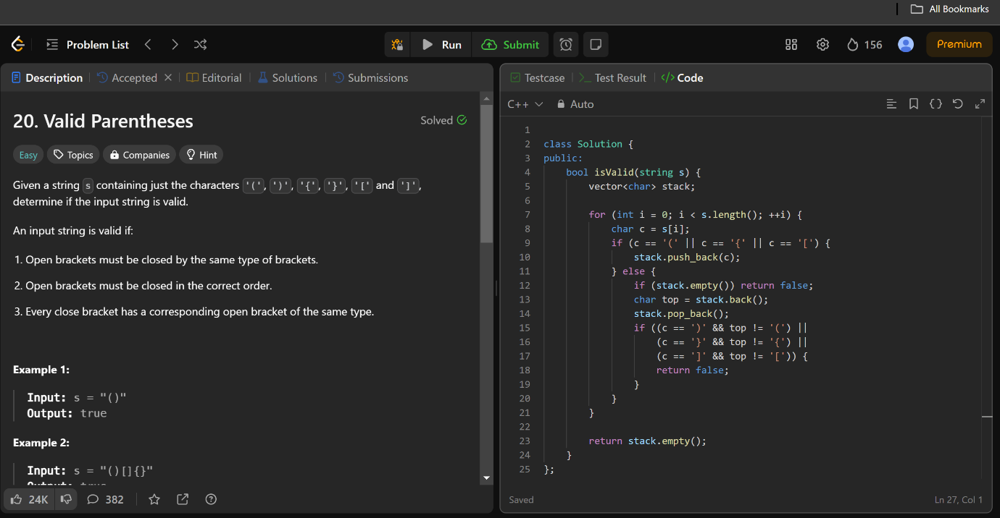 All Bookmarks
Problem List
Run
Submit
156
Premium
Description
Accepted
Editorial
Solutions
Submissions
20. Valid Parentheses
Solved
Easy
Topics
Companies
Hint
Given a string s containing just the characters '(', ')', '{', '}', '[' and ']',
determine if the input string is valid.
An input string is valid if:
1. Open brackets must be closed by the same type of brackets.
2. Open brackets must be closed in the correct order.
3. Every close bracket has a corresponding open bracket of the same type.
Example 1:
Input: s = "()"
Output: true
Example 2:
Input: s = "()[]{}"
Output: true
24K
382
Testcase
Test Result
</> Code
C++
Auto
1
2 class Solution {
3 public:
4     bool isValid(string s) {
5         vector<char> stack;
6
7         for (int i = 0; i < s.length(); ++i) {
8             char c = s[i];
9             if (c == '(' || c == '{' || c == '[') {
10                 stack.push_back(c);
11             } else {
12                 if (stack.empty()) return false;
13                 char top = stack.back();
14                 stack.pop_back();
15                 if ((c == ')' && top != '(') ||
16                     (c == '}' && top != '{') ||
17                     (c == ']' && top != '[')) {
18                     return false;
19                 }
20             }
21         }
22
23         return stack.empty();
24     }
25 };
Saved
Ln 27, Col 1